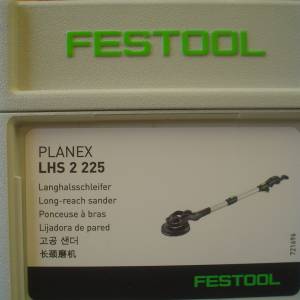 FESTOOL
PLANEX
LHS 2 225
Langhalsschleifer
Long-reach sander
Ponceuse à bras
Lijadora de pared
고공 샌더
长颈磨机
721696
FESTOOL